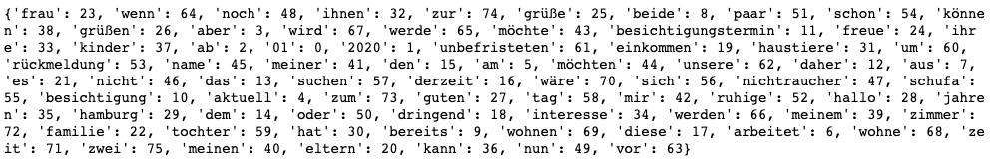 {'frau': 23, 'wenn': 64, 'noch': 48, 'ihnen': 32, 'zur': 74, 'grüße': 25, 'beide': 8, 'paar': 51, 'schon': 54, 'könne
n': 38, 'grüßen': 26, 'aber': 3, 'wird': 67, 'werde': 65, 'möchte': 43, 'besichtigungstermin': 11, 'freue': 24, 'ihr
e': 33, 'kinder': 37, 'ab': 2, '01': 0, '2020': 1, 'unbefristeten': 61, 'einkommen': 19, 'haustiere': 31, 'um': 60,
'rückmeldung': 53, 'name': 45, 'meiner': 41, 'den': 15, 'am': 5, 'möchten': 44, 'unsere': 62, 'daher': 12, 'aus': 7,
'es': 21, 'nicht': 46, 'das': 13, 'suchen': 57, 'derzeit': 16, 'wäre': 70, 'sich': 56, 'nichtraucher': 47, 'schufa':
55, 'besichtigung': 10, 'aktuell': 4, 'zum': 73, 'guten': 27, 'tag': 58, 'mir': 42, 'ruhige': 52, 'hallo': 28, 'jahre
n': 35, 'hamburg': 29, 'dem': 14, 'oder': 50, 'dringend': 18, 'interesse': 34, 'werden': 66, 'meinem': 39, 'zimmer':
72, 'familie': 22, 'tochter': 59, 'hat': 30, 'bereits': 9, 'wohnen': 69, 'diese': 17, 'arbeitet': 6, 'wohne': 68, 'ze
it': 71, 'zwei': 75, 'meinen': 40, 'eltern': 20, 'kann': 36, 'nun': 49, 'vor': 63}